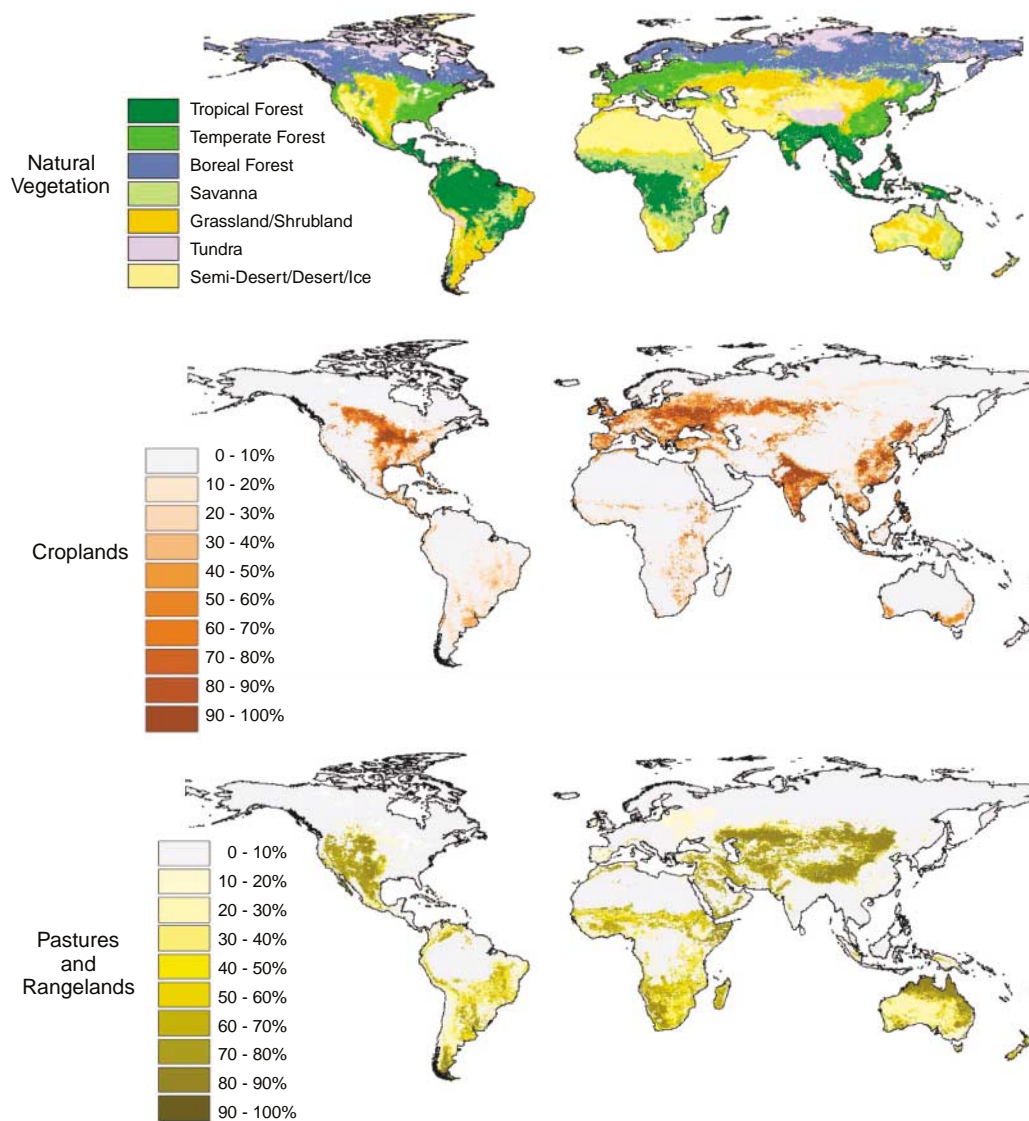 Natural
Vegetation
Tropical Forest
Temperate Forest
Boreal Forest
Savanna
Grassland/Shrubland
Tundra
Semi-Desert/Desert/Ice
Croplands
0 - 10%
10 - 20%
20 - 30%
30 - 40%
40 - 50%
50 - 60%
60 - 70%
70 - 80%
80 - 90%
90 - 100%
Pastures
and
Rangelands
0 - 10%
10 - 20%
20 - 30%
30 - 40%
40 - 50%
50 - 60%
60 - 70%
70 - 80%
80 - 90%
90 - 100%